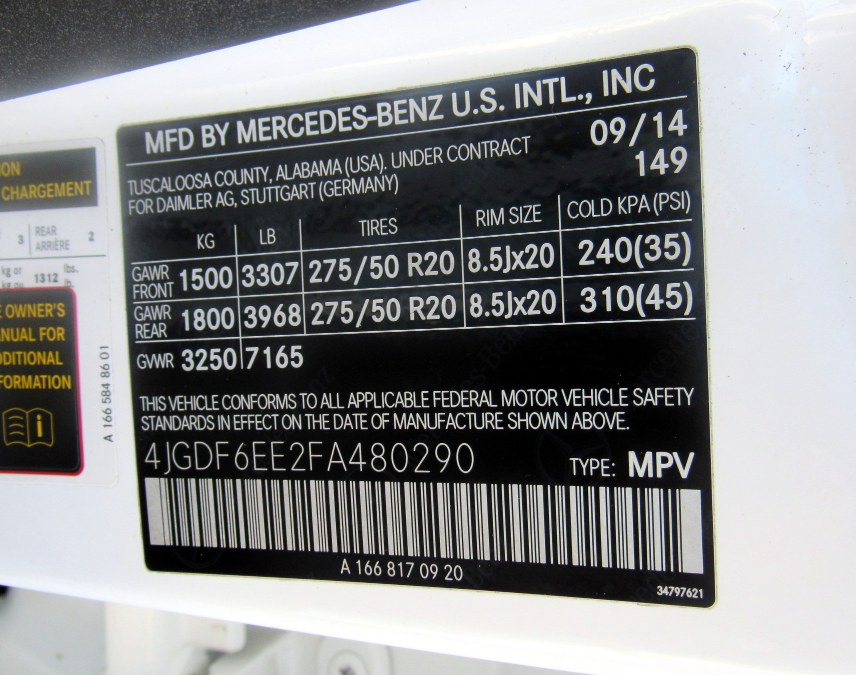 MFD BY MERCEDES-BENZ U.S. INTL., INC
TUSCALOOSA COUNTY, ALABAMA (USA). UNDER CONTRACT
FOR DAIMLER AG, STUTTGART (GERMANY)
09/14
149
KG LB TIRES RIM SIZE COLD KPA (PSI)
GAWR FRONT 1500 3307 275/50 R20 8.5Jx20 240(35)
GAWR REAR 1800 3968 275/50 R20 8.5Jx20 310(45)
GVWR 3250 7165
THIS VEHICLE CONFORMS TO ALL APPLICABLE FEDERAL MOTOR VEHICLE SAFETY
STANDARDS IN EFFECT ON THE DATE OF MANUFACTURE SHOWN ABOVE.
4JGDF6EE2FA480290 TYPE: MPV
A 166 817 09 20
34797621
CHARGEMENT
3 REAR 2
ARRIÈRE
kg or 1312 lbs.
OWNER'S
FOR
A 166 584 86 01